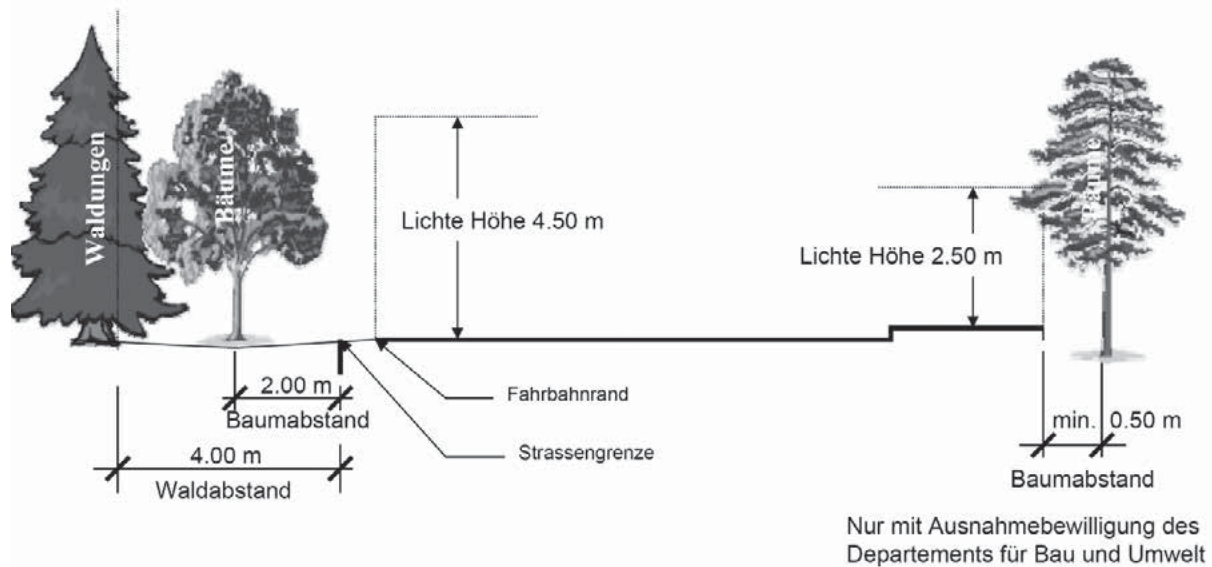 Waldungen
Bäume
Lichte Höhe 4.50 m
Lichte Höhe 2.50 m
Bäume
2.00 m
Baumabstand
Fahrbahnrand
4.00 m
Strassengrenze
Waldabstand
min. 0.50 m
Baumabstand
Nur mit Ausnahmebewilligung des
Departements für Bau und Umwelt